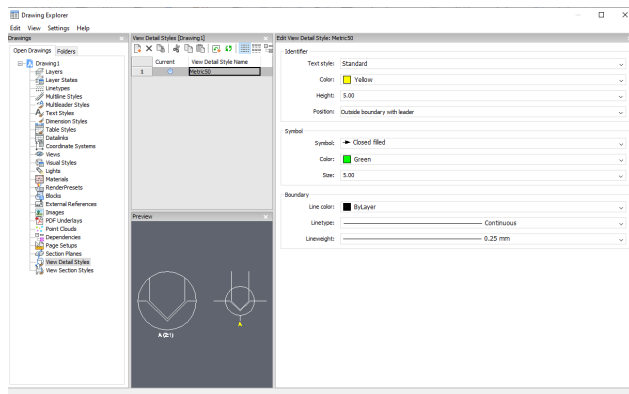 Drawing Explorer
Edit View Settings Help
Drawings
Open Drawings Folders
Drawing1
Layers
Layer States
Linetypes
Multiline Styles
Multileader Styles
Text Styles
Dimension Styles
Table Styles
Datalinks
Coordinate Systems
Views
Visual Styles
Lights
Materials
RenderPresets
Blocks
External References
Images
PDF Underlays
Point Clouds
Dependencies
Page Setups
Section Planes
View Detail Styles
View Section Styles
View Detail Styles [Drawing1]
Current View Detail Style Name
1 Metric50
Preview
A (2:1)
A
Edit View Detail Style: Metric50
Identifier
Text style: Standard
Color: Yellow
Height: 5.00
Position: Outside boundary with leader
Symbol
Symbol: Closed filled
Color: Green
Size: 5.00
Boundary
Line color: ByLayer
Linetype: Continuous
Lineweight: 0.25 mm